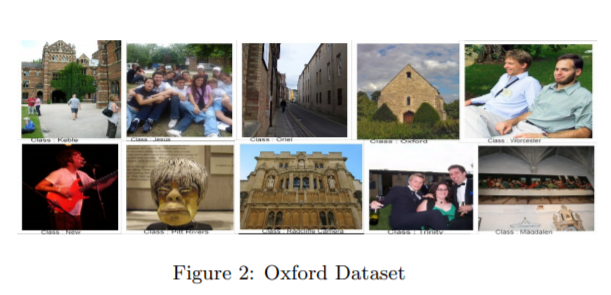 Class : Keble
Class : Jesus
Class : Oriel
Class : Oxford
Class : Worcester
Class : New
Class : Pitt Rivers
Class : Radcliffe Camera
Class : Trinity
Class : Magdalen
Figure 2: Oxford Dataset